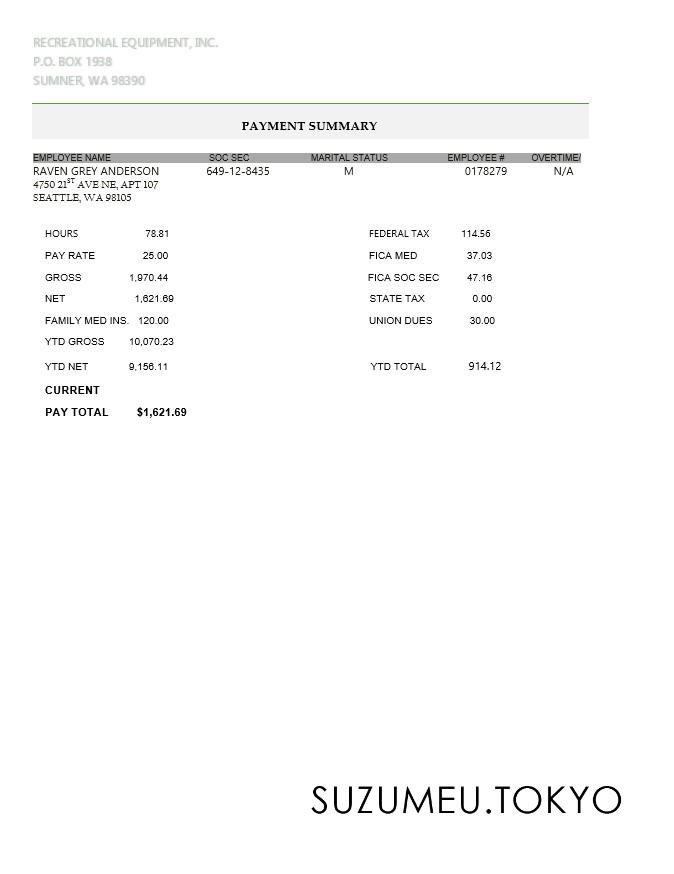 RECREATIONAL EQUIPMENT, INC.
P.O. BOX 1938
SUMNER, WA 98390
PAYMENT SUMMARY
EMPLOYEE NAME SOC SEC MARITAL STATUS EMPLOYEE # OVERTIME/
RAVEN GREY ANDERSON 649-12-8435 M 0178279 N/A
4750 21ST AVE NE, APT 107
SEATTLE, WA 98105
HOURS 78.81 FEDERAL TAX 114.56
PAY RATE 25.00 FICA MED 37.03
GROSS 1,970.44 FICA SOC SEC 47.16
NET 1,621.69 STATE TAX 0.00
FAMILY MED INS. 120.00 UNION DUES 30.00
YTD GROSS 10,070.23
YTD NET 9,156.11 YTD TOTAL 914.12
CURRENT
PAY TOTAL $1,621.69
SUZUMEU.TOKYO